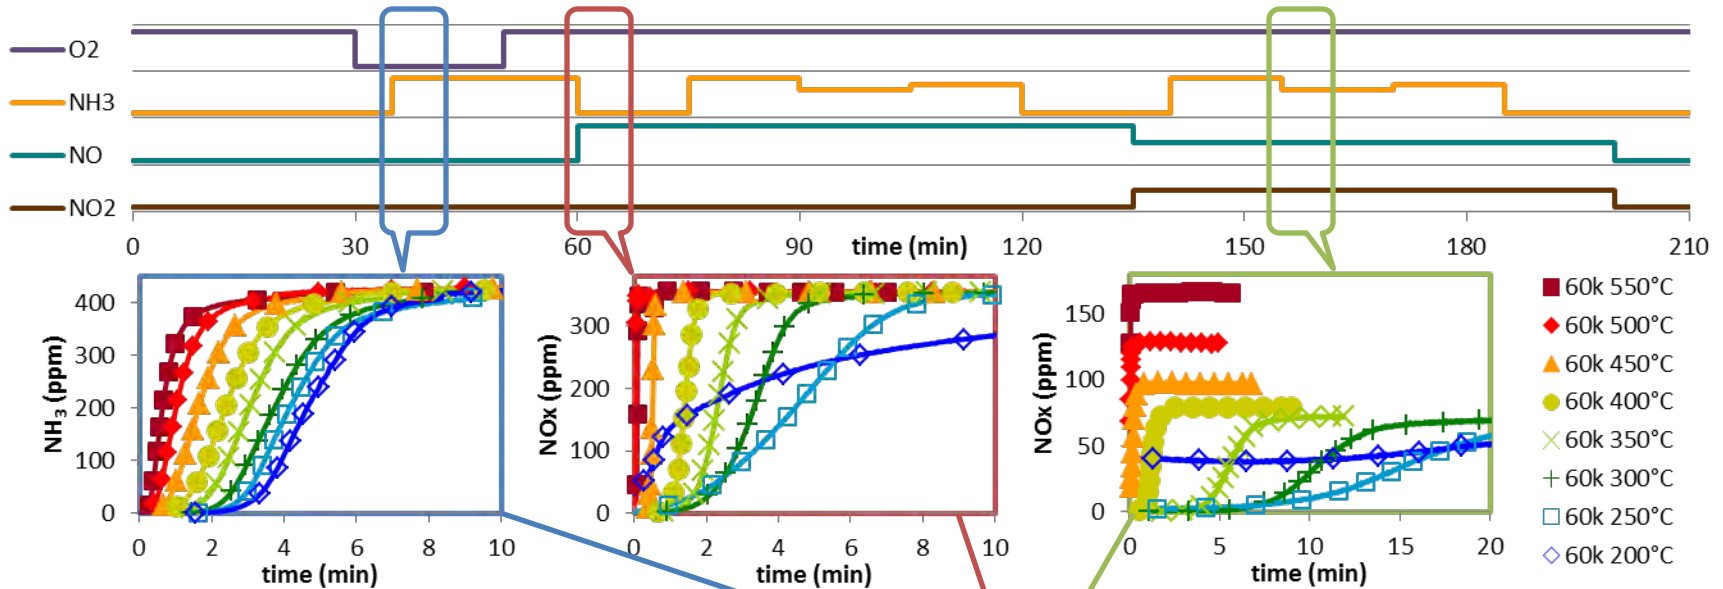 O2
NH3
NO
NO2
0 30 60 90 time (min) 120 150 180 210
NH₃ (ppm)
400
300
200
100
0
0 2 4 6 8 10
time (min)
NOx (ppm)
300
200
100
0
0 2 4 6 8 10
time (min)
NOx (ppm)
150
100
50
0
0 5 10 15 20
time (min)
60k 550°C
60k 500°C
60k 450°C
60k 400°C
60k 350°C
60k 300°C
60k 250°C
60k 200°C